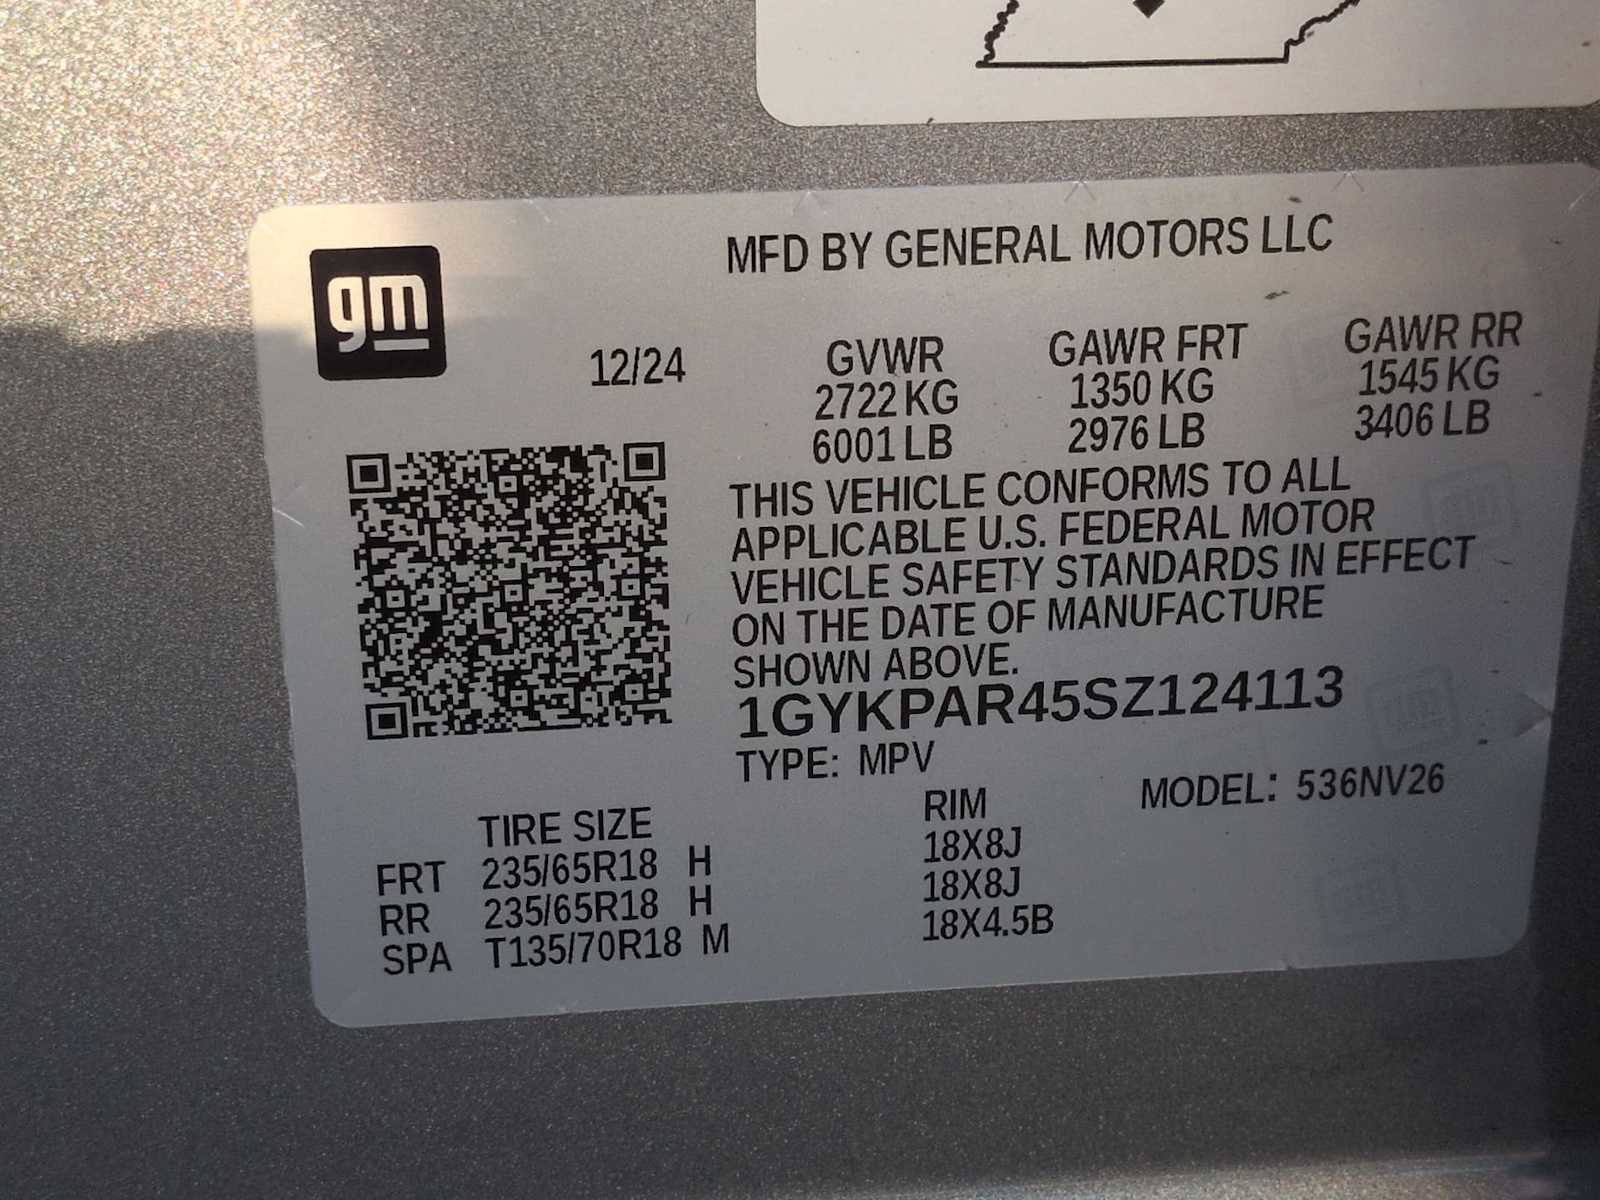 gm
MFD BY GENERAL MOTORS LLC
12/24 GVWR GAWR FRT GAWR RR
2722 KG 1350 KG 1545 KG
6001 LB 2976 LB 3406 LB
THIS VEHICLE CONFORMS TO ALL
APPLICABLE U.S. FEDERAL MOTOR
VEHICLE SAFETY STANDARDS IN EFFECT
ON THE DATE OF MANUFACTURE
SHOWN ABOVE.
1GYKPAR45SZ124113
TYPE: MPV
MODEL: 536NV26
TIRE SIZE RIM
FRT 235/65R18 H 18X8J
RR 235/65R18 H 18X8J
SPA T135/70R18 M 18X4.5B